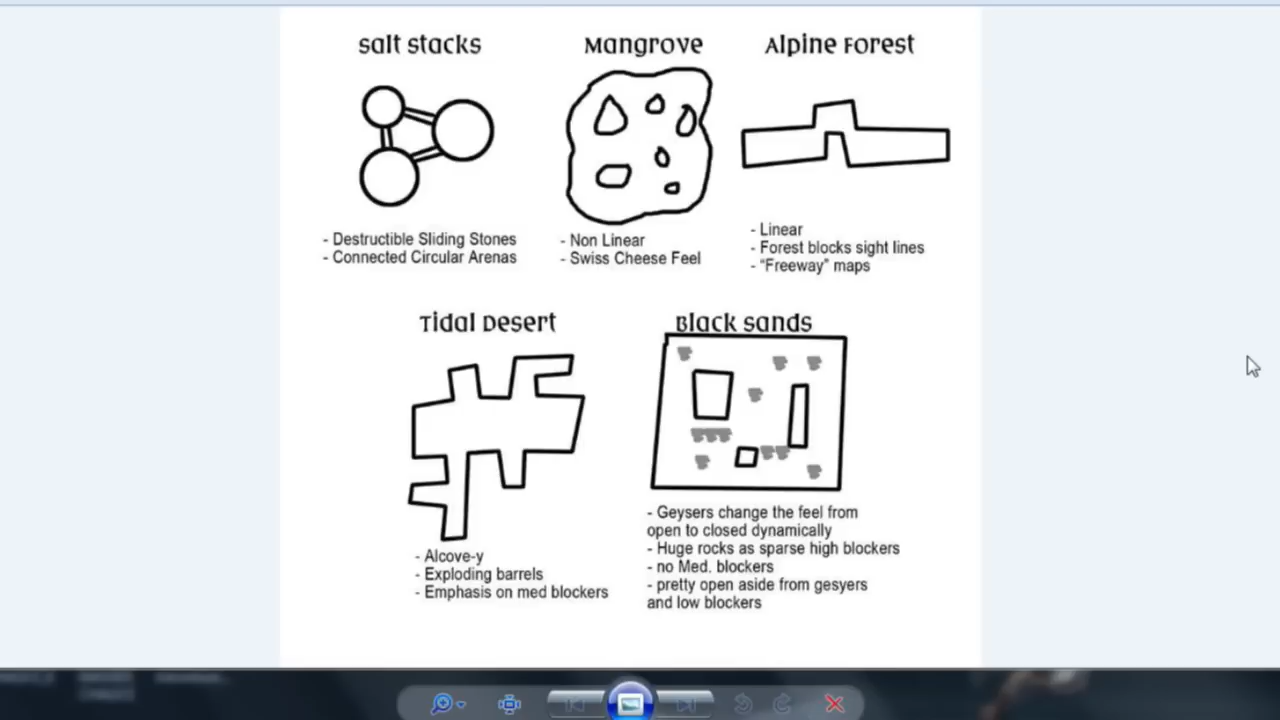 Salt Stacks
Mangrove
Alpine Forest
- Destructible Sliding Stones
- Connected Circular Arenas
- Non Linear
- Swiss Cheese Feel
- Linear
- Forest blocks sight lines
- “Freeway” maps
Tidal Desert
Black Sands
- Alcove-y
- Exploding barrels
- Emphasis on med blockers
- Geysers change the feel from
open to closed dynamically
- Huge rocks as sparse high blockers
- no Med. blockers
- pretty open aside from gesyers
and low blockers